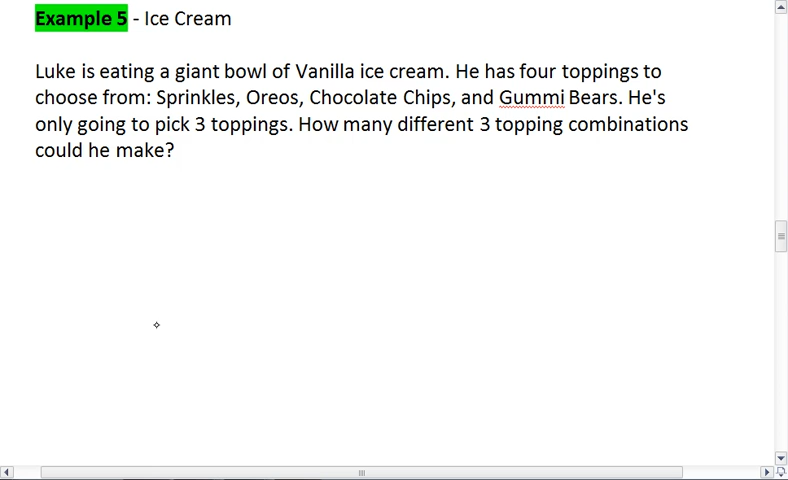 Example 5 - Ice Cream
Luke is eating a giant bowl of Vanilla ice cream. He has four toppings to
choose from: Sprinkles, Oreos, Chocolate Chips, and Gummi Bears. He's
only going to pick 3 toppings. How many different 3 topping combinations
could he make?